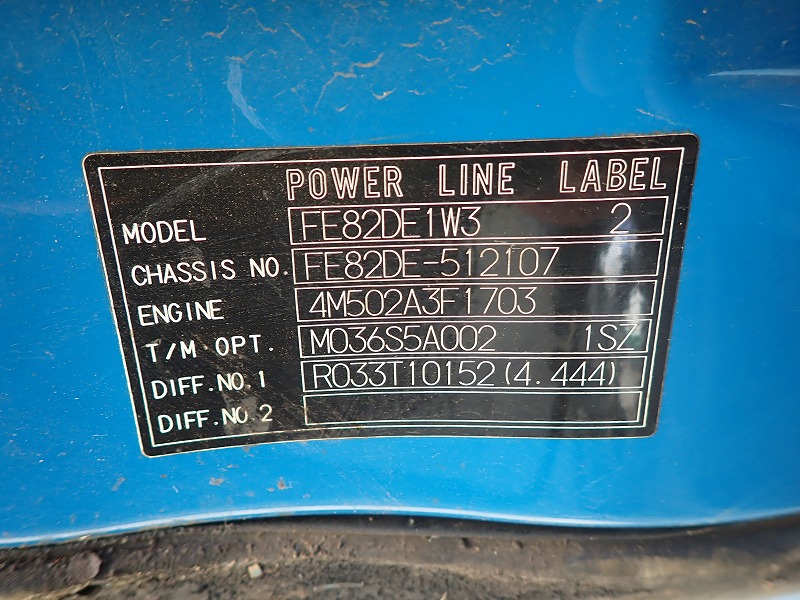 POWER LINE LABEL
MODEL FE82DE1W3 2
CHASSIS NO. FE82DE-512107
ENGINE 4M502A3F1703
T/M OPT. M036S5A002 1SZ
DIFF.NO.1 R033T10152(4.444)
DIFF.NO.2